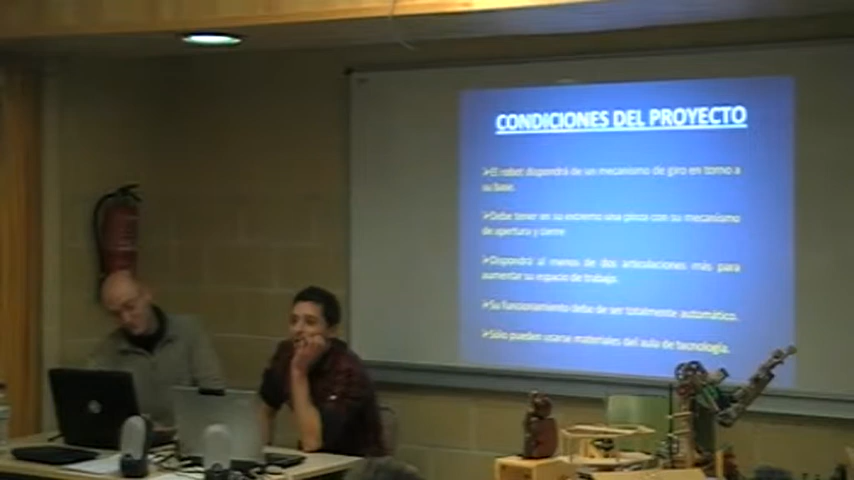 CONDICIONES DEL PROYECTO
➢El robot dispondrá de un mecanismo de giro en torno a
su base.
➢Debe tener en su extremo una pinza con su mecanismo
de apertura y cierre
➢Dispondrá al menos de dos articulaciones más para
aumentar su espacio de trabajo.
➢Su funcionamiento debe de ser totalmente automático.
➢Sólo pueden usarse materiales del aula de tecnología.